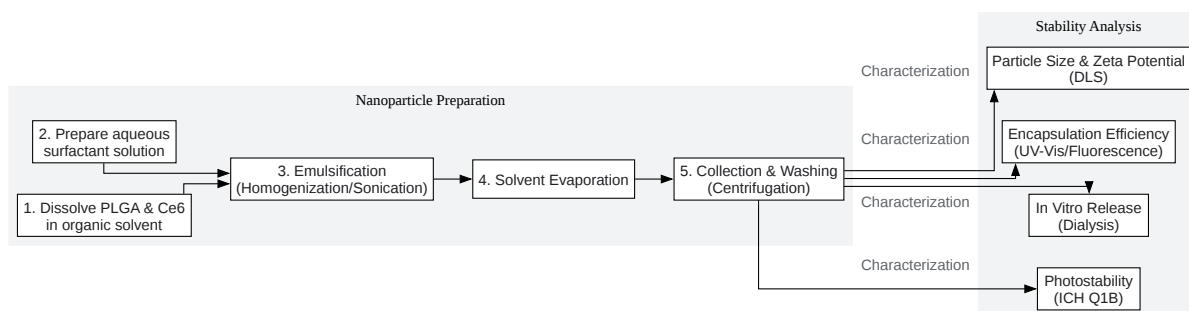 Stability Analysis
Characterization
Particle Size & Zeta Potential
(DLS)
Nanoparticle Preparation
2. Prepare aqueous
surfactant solution
1. Dissolve PLGA & Ce6
in organic solvent
3. Emulsification
(Homogenization/Sonication)
4. Solvent Evaporation
5. Collection & Washing
(Centrifugation)
Characterization
Encapsulation Efficiency
(UV-Vis/Fluorescence)
Characterization
In Vitro Release
(Dialysis)
Characterization
Photostability
(ICH Q1B)